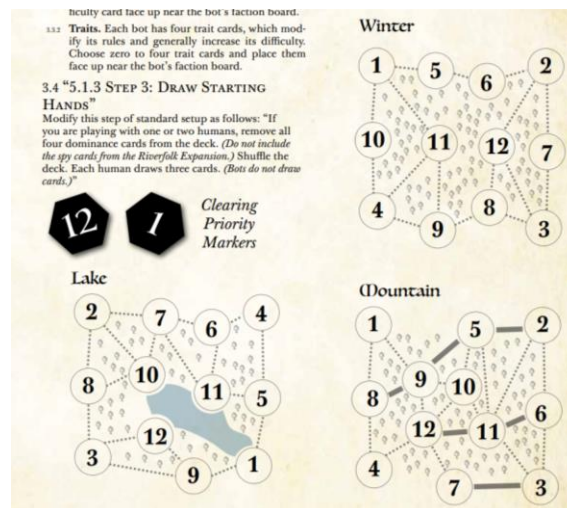 ficulty card face up near the bot's faction board.
3.3.2 Traits. Each bot has four trait cards, which mod-
ify its rules and generally increase its difficulty.
Choose zero to four trait cards and place them
face up near the bot's faction board.
3.4 “5.1.3 Step 3: Draw Starting
Hands”
Modify this step of standard setup as follows: “If
you are playing with one or two humans, remove all
four dominance cards from the deck. (Do not include
the spy cards from the Riverfolk Expansion.) Shuffle the
deck. Each human draws three cards. (Bots do not draw
cards.)”
12 1
Clearing
Priority
Markers
Lake
2 7 6 4
8 10 11 5
3 12 9 1
Winter
1 5 6 2
10 11 12 7
4 9 8 3
Mountain
1 5 2
8 9 10 6
12 11
4 7 3